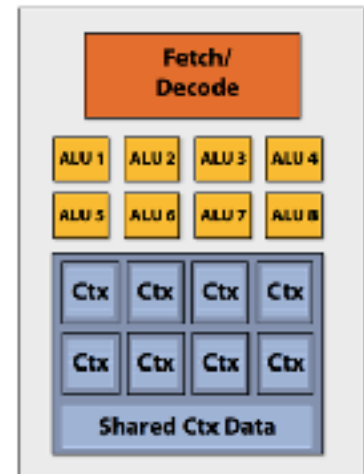 Fetch/
Decode
ALU 1 ALU 2 ALU 3 ALU 4
ALU 5 ALU 6 ALU 7 ALU 8
Ctx Ctx Ctx Ctx
Ctx Ctx Ctx Ctx
Shared Ctx Data